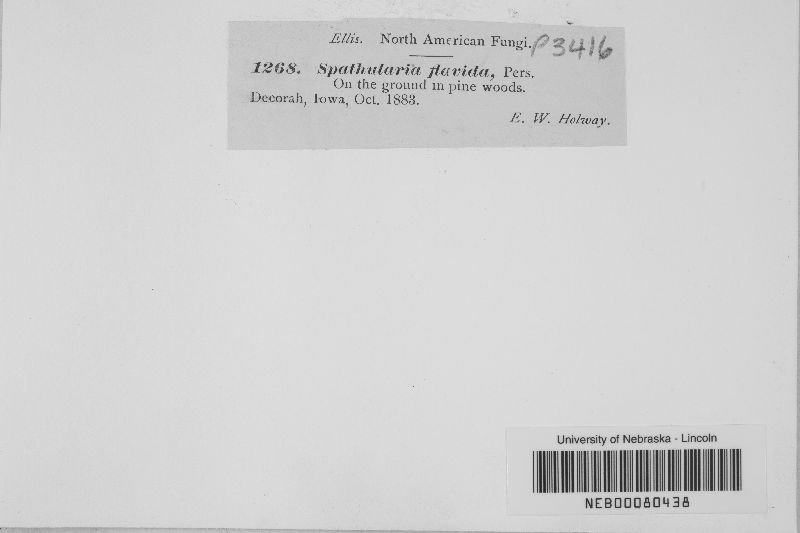 Ellis. North American Fungi. P3416
1268. Spathularia flavida, Pers.
On the ground in pine woods.
Decorah, Iowa, Oct. 1883.
E. W. Holway.
University of Nebraska - Lincoln
NEB00080438